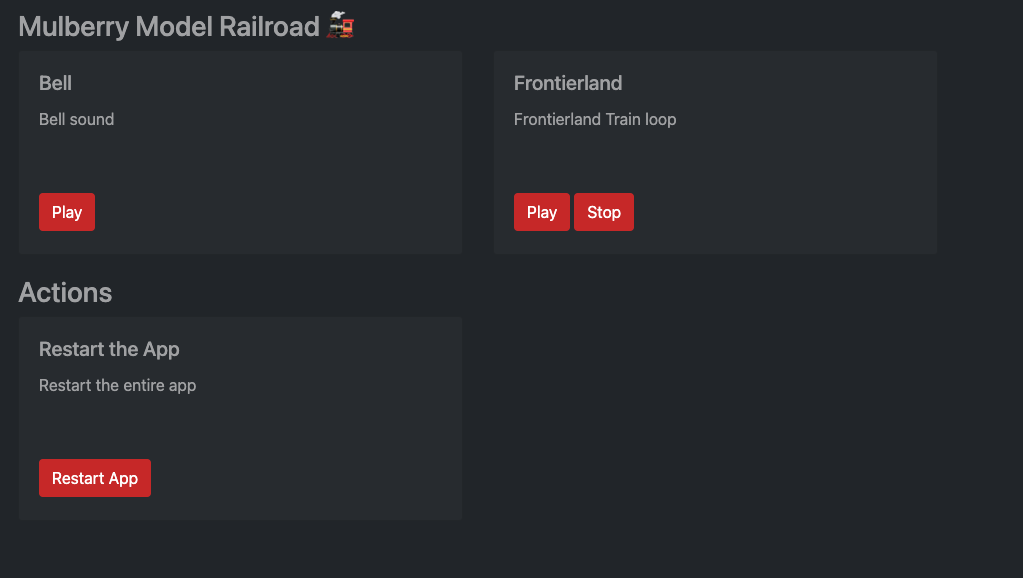 Mulberry Model Railroad 🚂
Bell
Bell sound
Play
Frontierland
Frontierland Train loop
Play Stop
Actions
Restart the App
Restart the entire app
Restart App